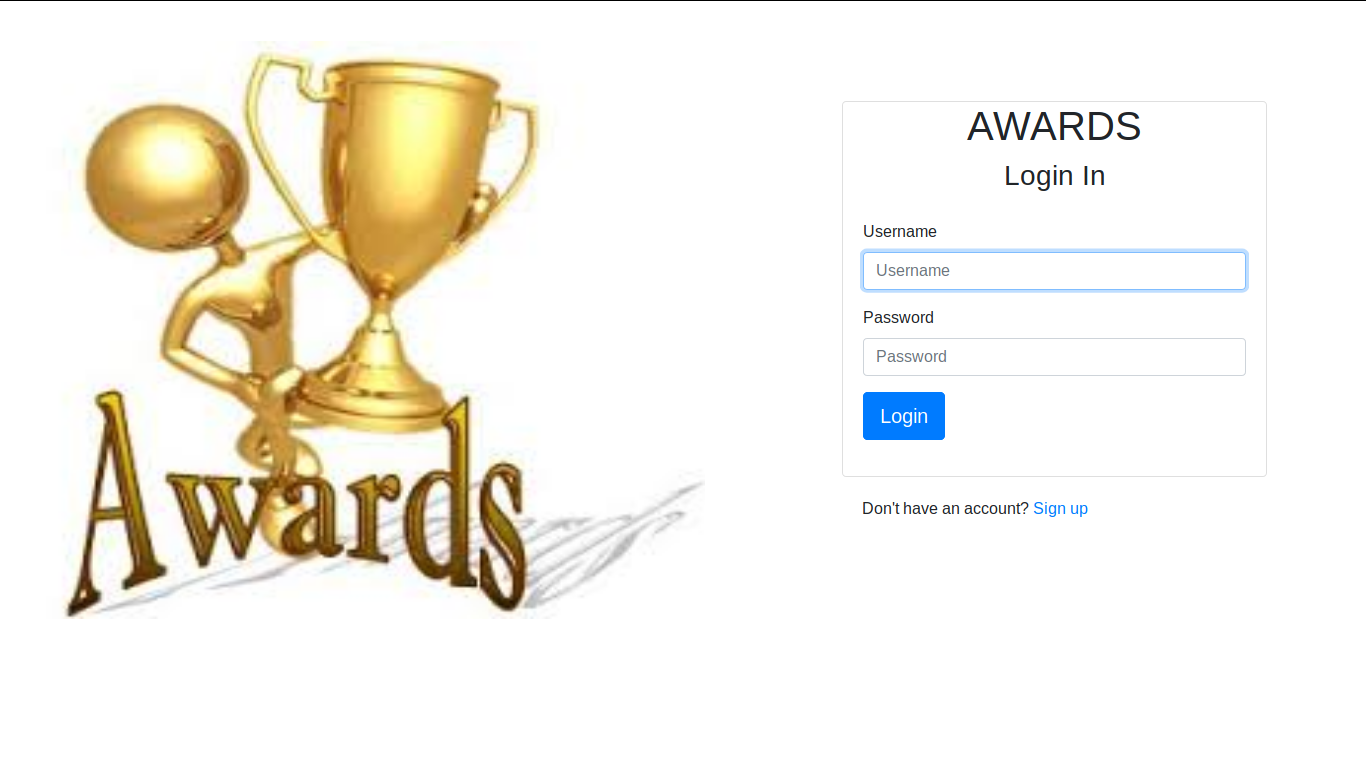 Awards
AWARDS
Login In
Username
Username
Password
Password
Login
Don't have an account? Sign up